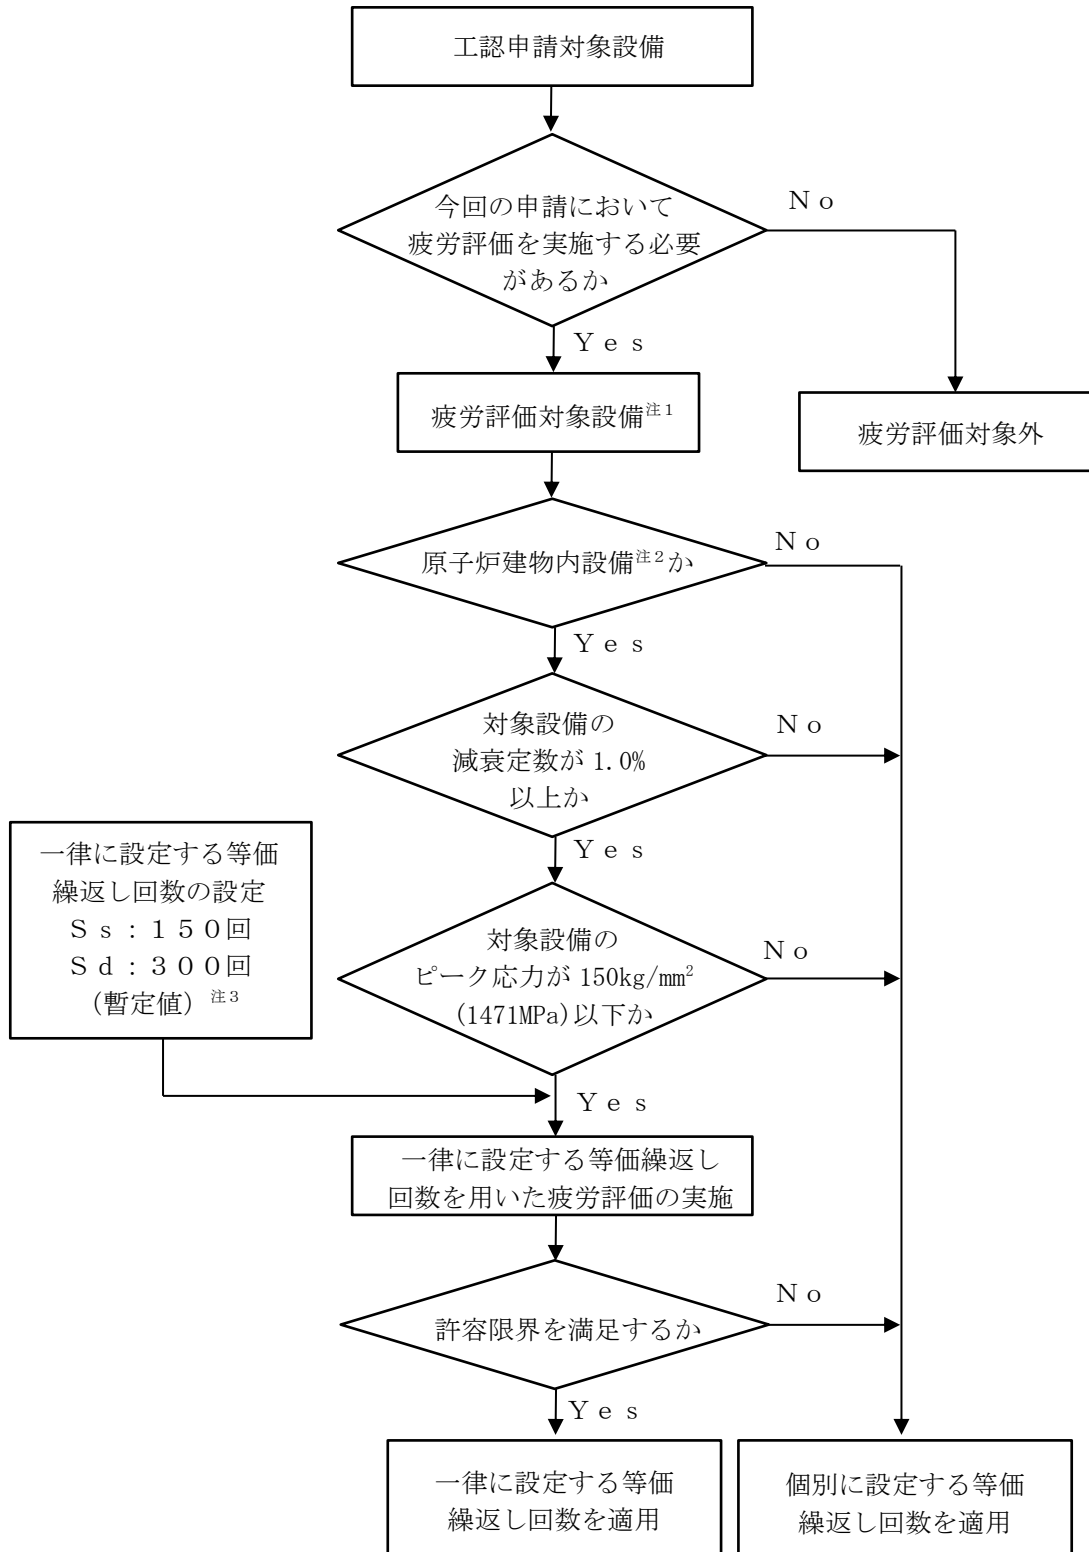 工認申請対象設備
今回の申請において
疲労評価を実施する必要
があるか
Ｎｏ
Ｙｅｓ
疲労評価対象設備注１
疲労評価対象外
原子炉建物内設備注２か
Ｎｏ
Ｙｅｓ
対象設備の
減衰定数が 1.0%
以上か
Ｎｏ
Ｙｅｓ
一律に設定する等価
繰返し回数の設定
Ｓｓ：１５０回
Ｓｄ：３００回
（暫定値）注３
対象設備の
ピーク応力が 150kg/mm²
(1471MPa)以下か
Ｎｏ
Ｙｅｓ
一律に設定する等価繰返し
回数を用いた疲労評価の実施
許容限界を満足するか
Ｎｏ
Ｙｅｓ
一律に設定する等価
繰返し回数を適用
個別に設定する等価
繰返し回数を適用